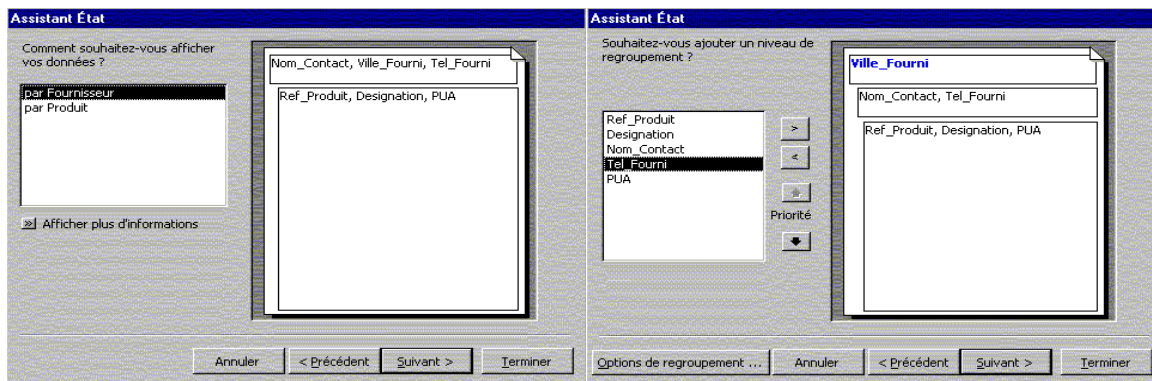 Assistant État
Comment souhaitez-vous afficher
vos données ?
par Fournisseur
par Produit
Afficher plus d'informations
Nom_Contact, Ville_Fourni, Tel_Fourni
Ref_Produit, Designation, PUA
Annuler
< Précédent
Suivant >
Terminer
Assistant État
Souhaitez-vous ajouter un niveau de
regroupement ?
Ref_Produit
Designation
Nom_Contact
Tel_Fourni
PUA
>
<
Priorité
Ville_Fourni
Nom_Contact, Tel_Fourni
Ref_Produit, Designation, PUA
Options de regroupement ...
Annuler
< Précédent
Suivant >
Terminer